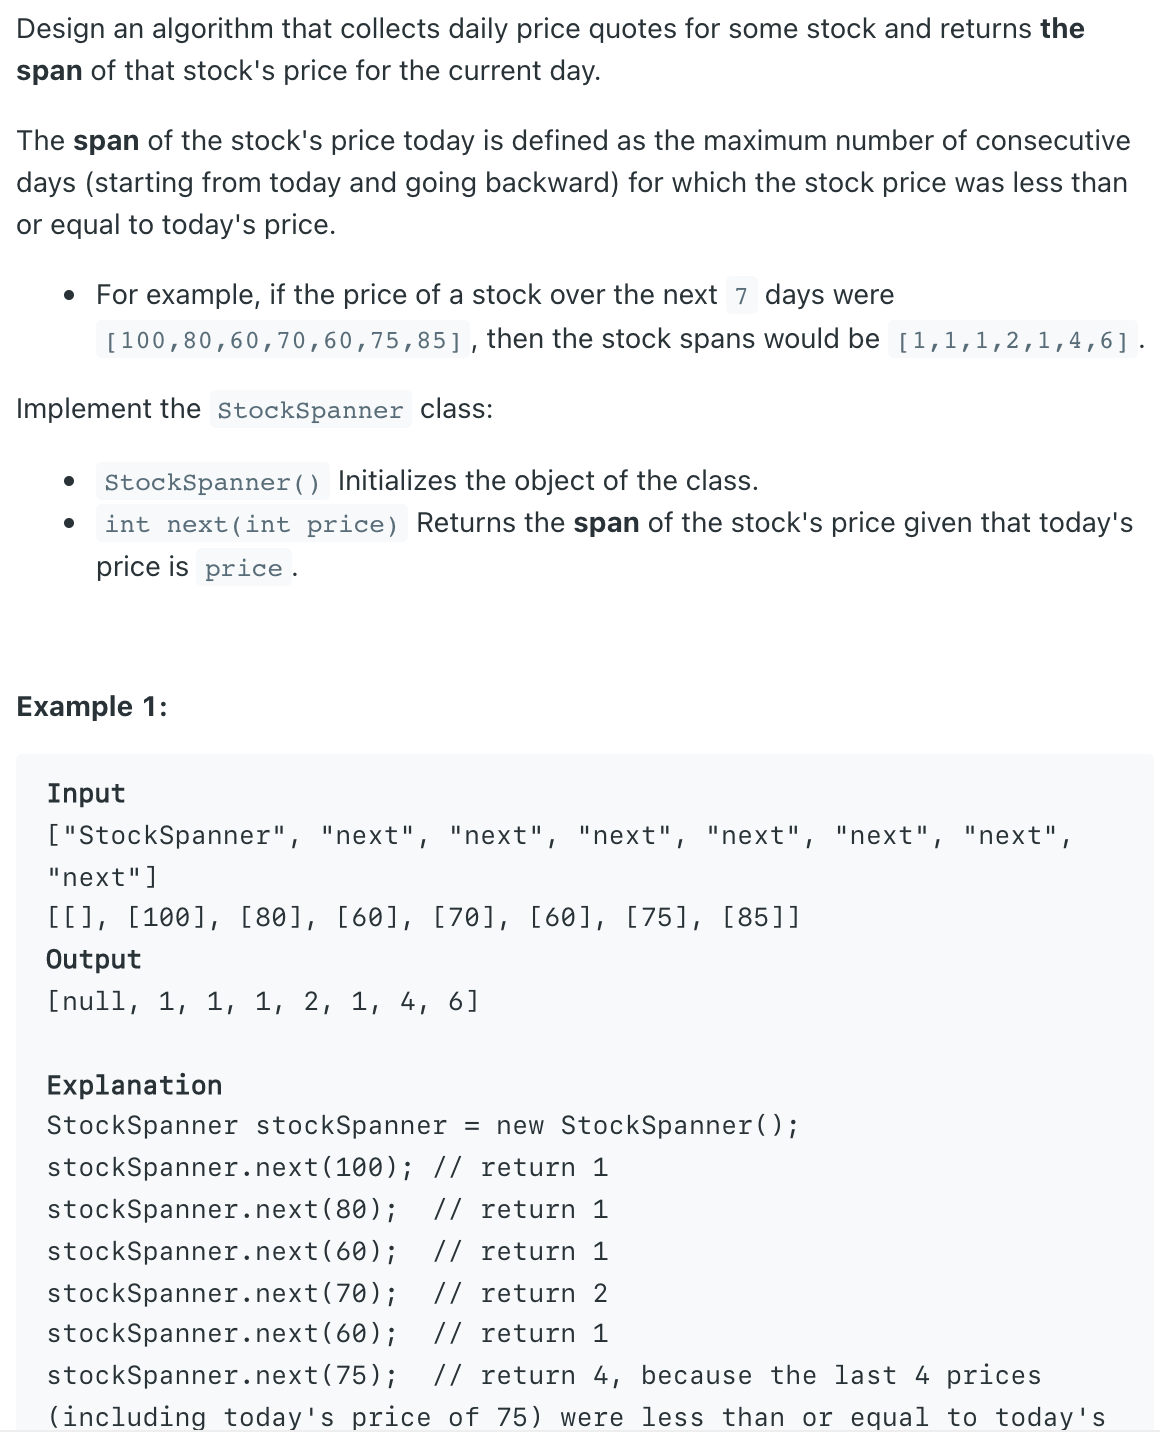 Design an algorithm that collects daily price quotes for some stock and returns the
span of that stock's price for the current day.
The span of the stock's price today is defined as the maximum number of consecutive
days (starting from today and going backward) for which the stock price was less than
or equal to today's price.
• For example, if the price of a stock over the next 7 days were
[100,80,60,70,60,75,85], then the stock spans would be [1,1,1,2,1,4,6].
Implement the StockSpanner class:
• StockSpanner() Initializes the object of the class.
• int next(int price) Returns the span of the stock's price given that today's
price is price.
Example 1:
Input
["StockSpanner", "next", "next", "next", "next", "next", "next",
"next"]
[[], [100], [80], [60], [70], [60], [75], [85]]
Output
[null, 1, 1, 1, 2, 1, 4, 6]
Explanation
StockSpanner stockSpanner = new StockSpanner();
stockSpanner.next(100); // return 1
stockSpanner.next(80);  // return 1
stockSpanner.next(60);  // return 1
stockSpanner.next(70);  // return 2
stockSpanner.next(60);  // return 1
stockSpanner.next(75);  // return 4, because the last 4 prices
(including today's price of 75) were less than or equal to today's